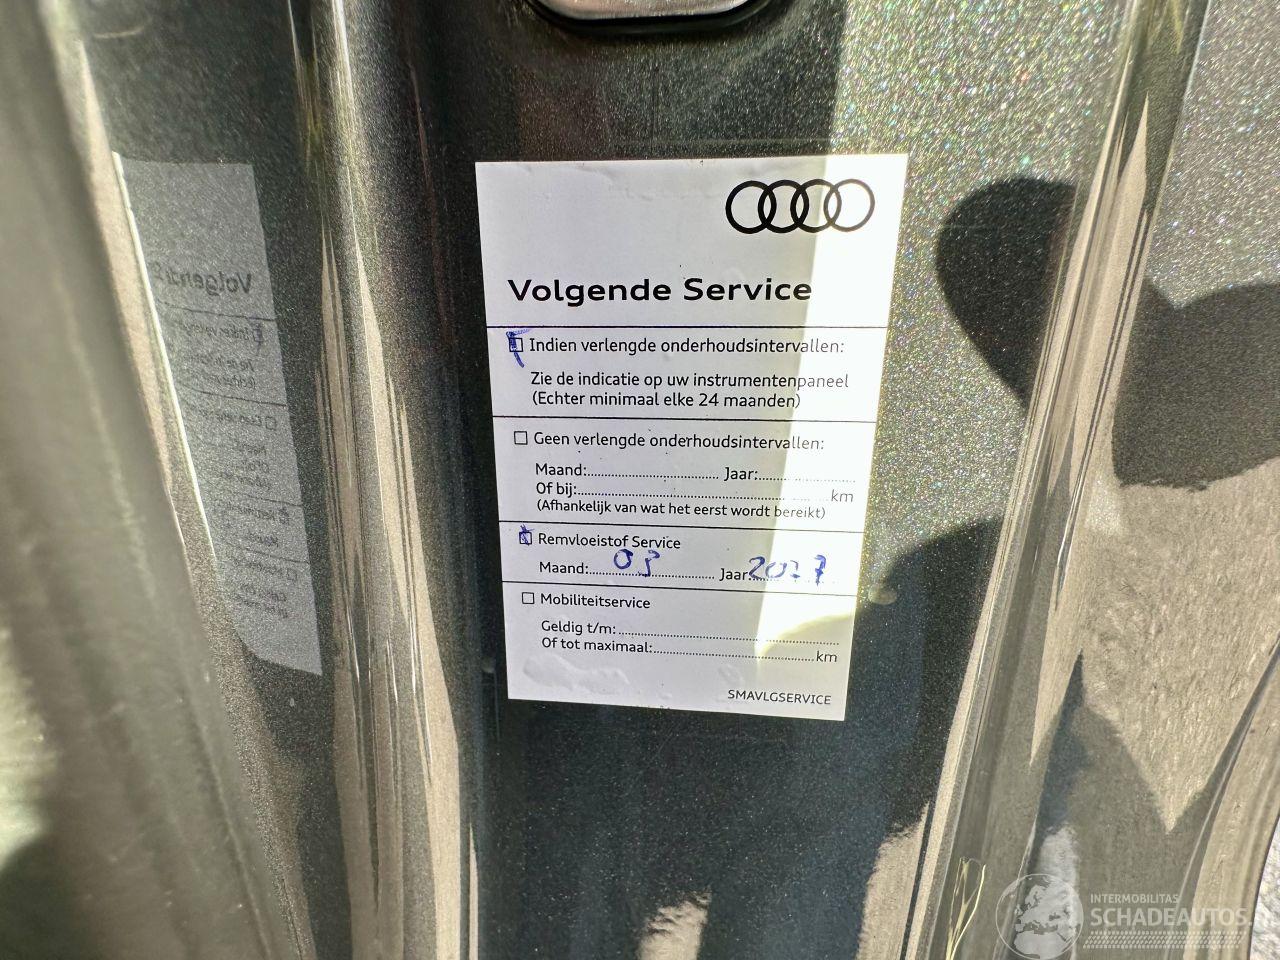 Volgende Service
Indien verlengde onderhoudsintervallen:
Zie de indicatie op uw instrumentenpaneel
(Echter minimaal elke 24 maanden)
Geen verlengde onderhoudsintervallen:
Maand: Jaar:
Of bij: km
(Afhankelijk van wat het eerst wordt bereikt)
Remvloeistof Service
Maand: 03 Jaar: 2027
Mobiliteitservice
Geldig t/m:
Of tot maximaal: km
SMAVLGSERVICE
INTERMOBILITAS
SCHADEAUTOS.nl